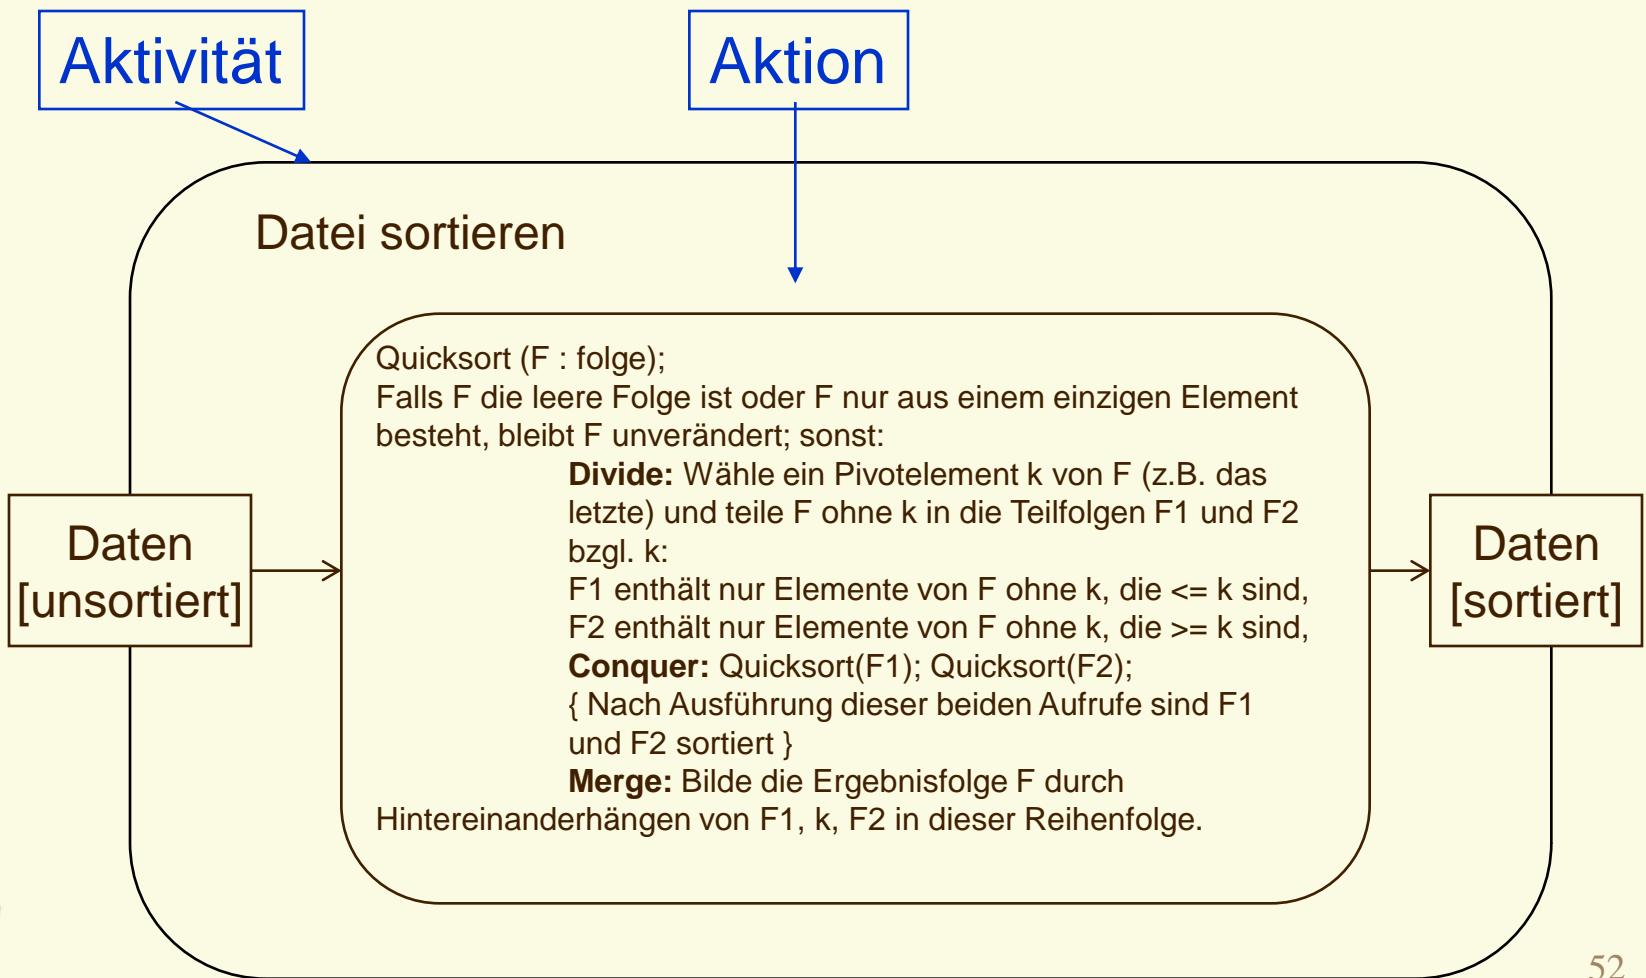 Aktivität
Aktion
Datei sortieren
Quicksort (F : folge);
Falls F die leere Folge ist oder F nur aus einem einzigen Element
besteht, bleibt F unverändert; sonst:
Divide: Wähle ein Pivotelement k von F (z.B. das
letzte) und teile F ohne k in die Teilfolgen F1 und F2
bzgl. k:
F1 enthält nur Elemente von F ohne k, die <= k sind,
F2 enthält nur Elemente von F ohne k, die >= k sind,
Conquer: Quicksort(F1); Quicksort(F2);
{ Nach Ausführung dieser beiden Aufrufe sind F1
und F2 sortiert }
Merge: Bilde die Ergebnisfolge F durch
Hintereinanderhängen von F1, k, F2 in dieser Reihenfolge.
Daten
[unsortiert]
Daten
[sortiert]
52